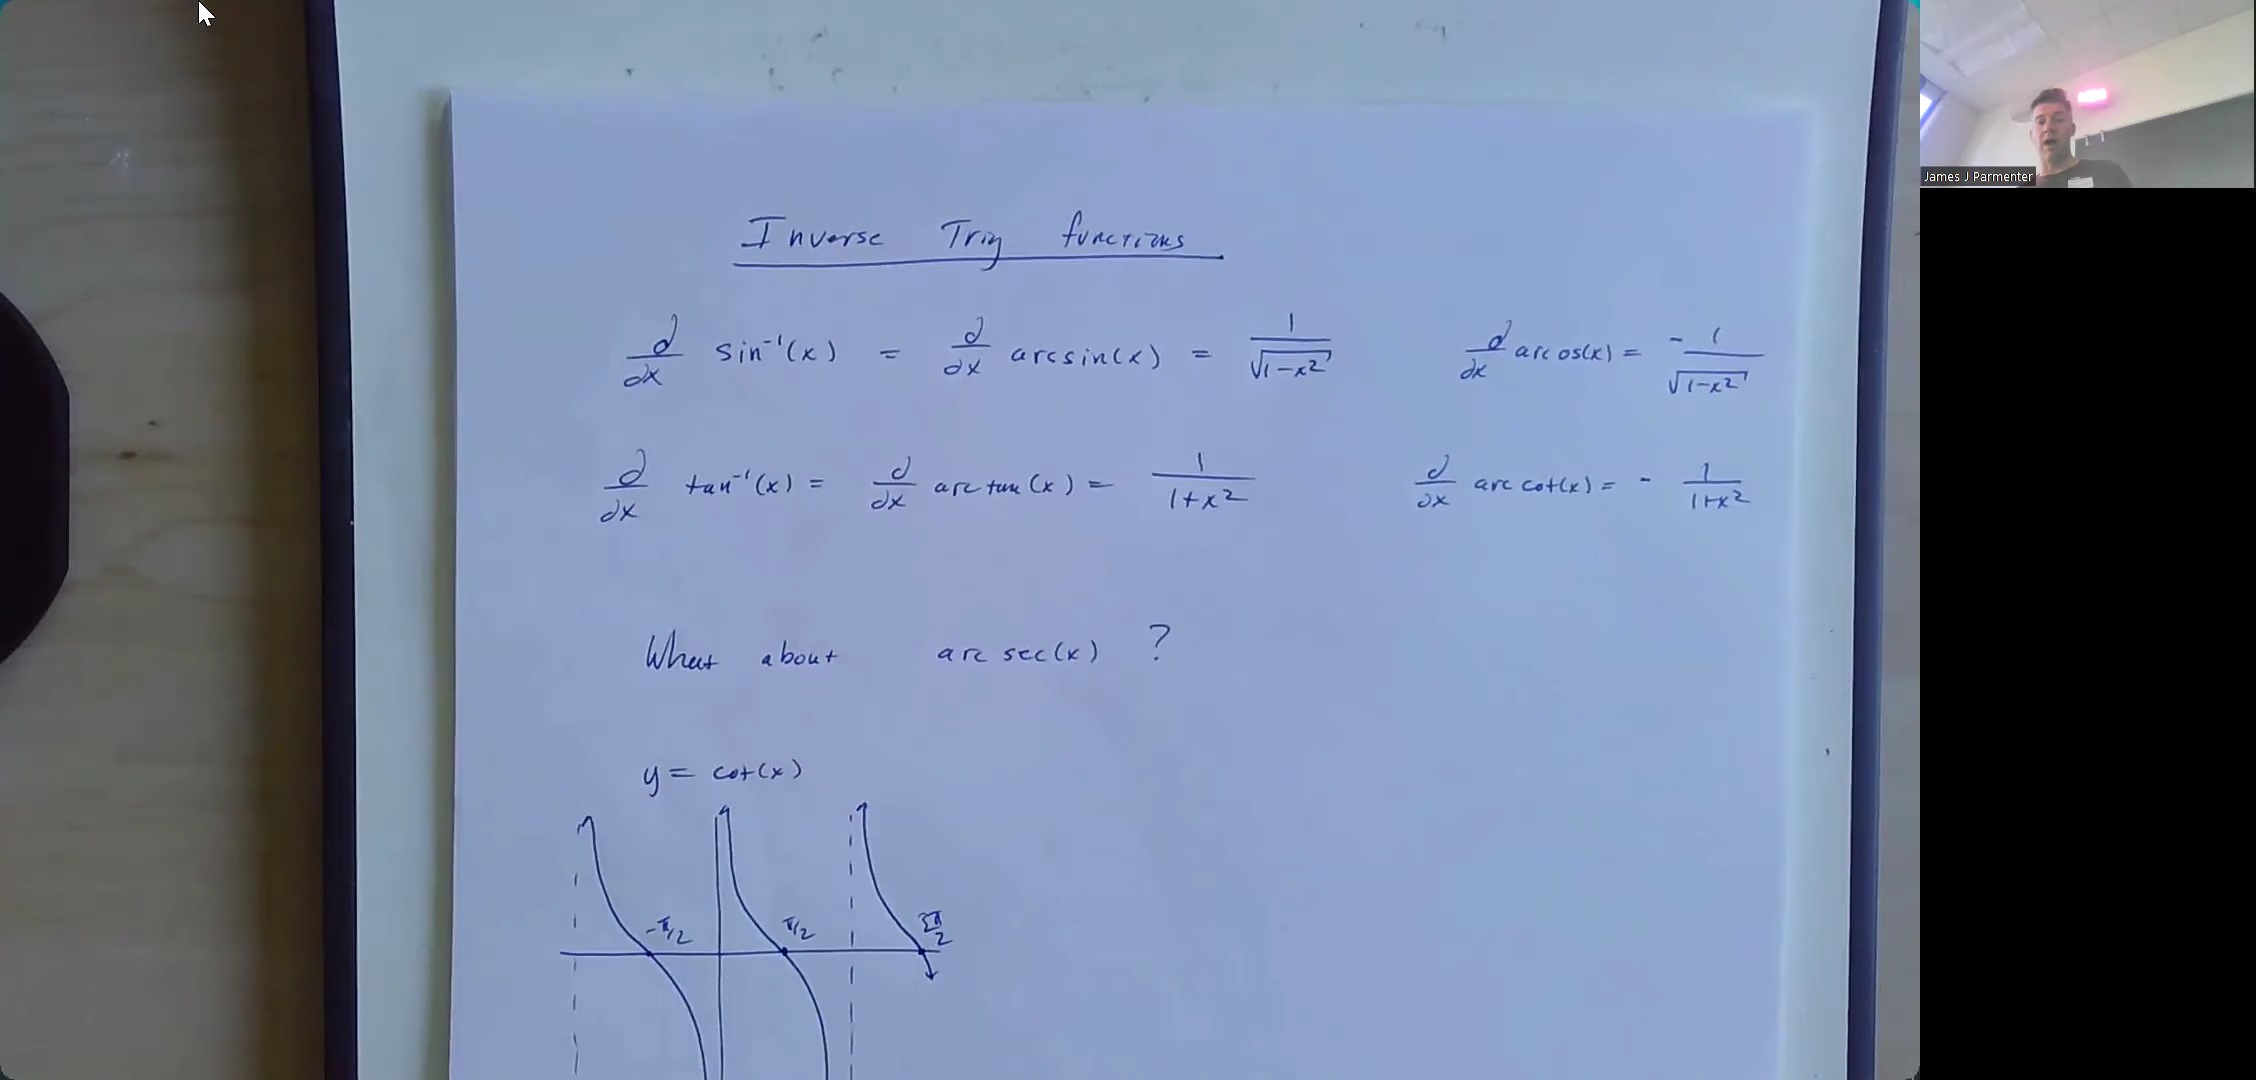 James J Parmenter
Inverse Trig functions
d/dx sin⁻¹(x) = d/dx arcsin(x) = 1/√(1-x²)    d/dx arccos(x) = -1/√(1-x²)
d/dx tan⁻¹(x) = d/dx arctan(x) = 1/(1+x²)    d/dx arccot(x) = - 1/(1+x²)
What about arcsec(x) ?
y = cot(x)
-π/2 π/2 3π/2